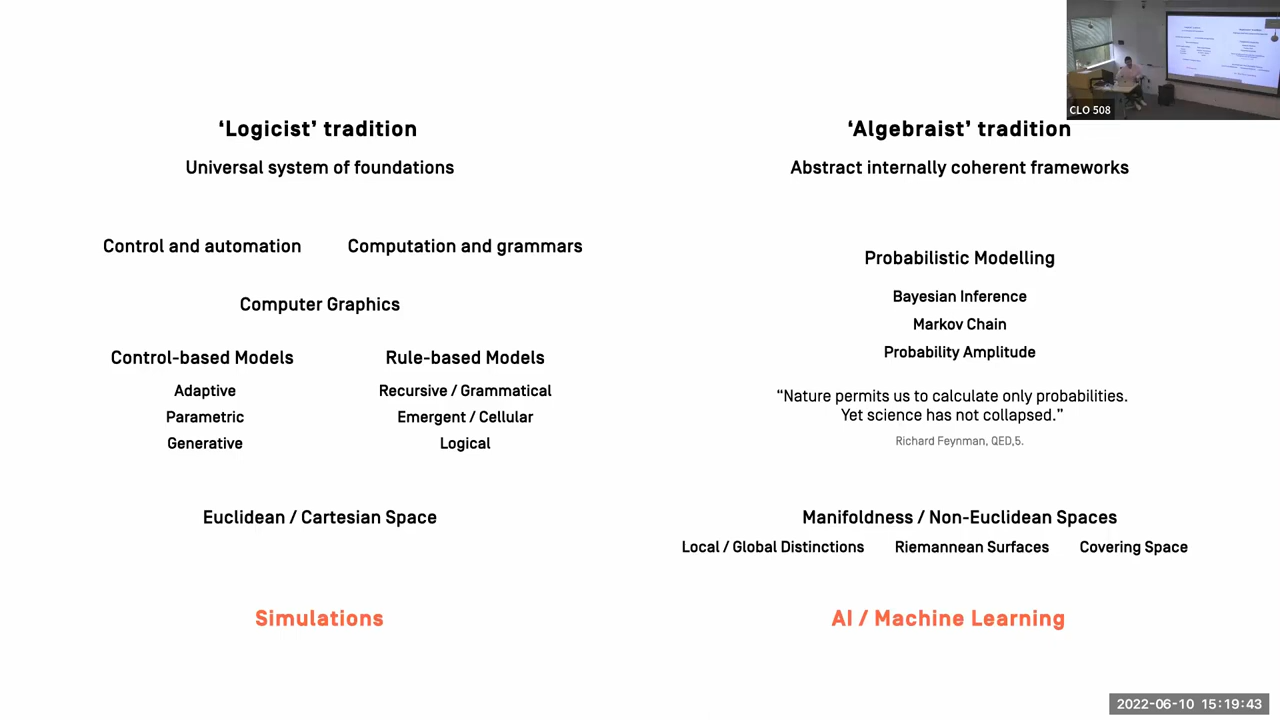 ‘Logicist’ tradition
Universal system of foundations
Control and automation
Computation and grammars
Computer Graphics
Control-based Models
Adaptive
Parametric
Generative
Rule-based Models
Recursive / Grammatical
Emergent / Cellular
Logical
Euclidean / Cartesian Space
Simulations
‘Algebraist’ tradition
Abstract internally coherent frameworks
Probabilistic Modelling
Bayesian Inference
Markov Chain
Probability Amplitude
“Nature permits us to calculate only probabilities.
Yet science has not collapsed.”
Richard Feynman, QED,5.
Manifoldness / Non-Euclidean Spaces
Local / Global Distinctions
Riemannean Surfaces
Covering Space
AI / Machine Learning
CLO 508
2022-06-10 15:19:43